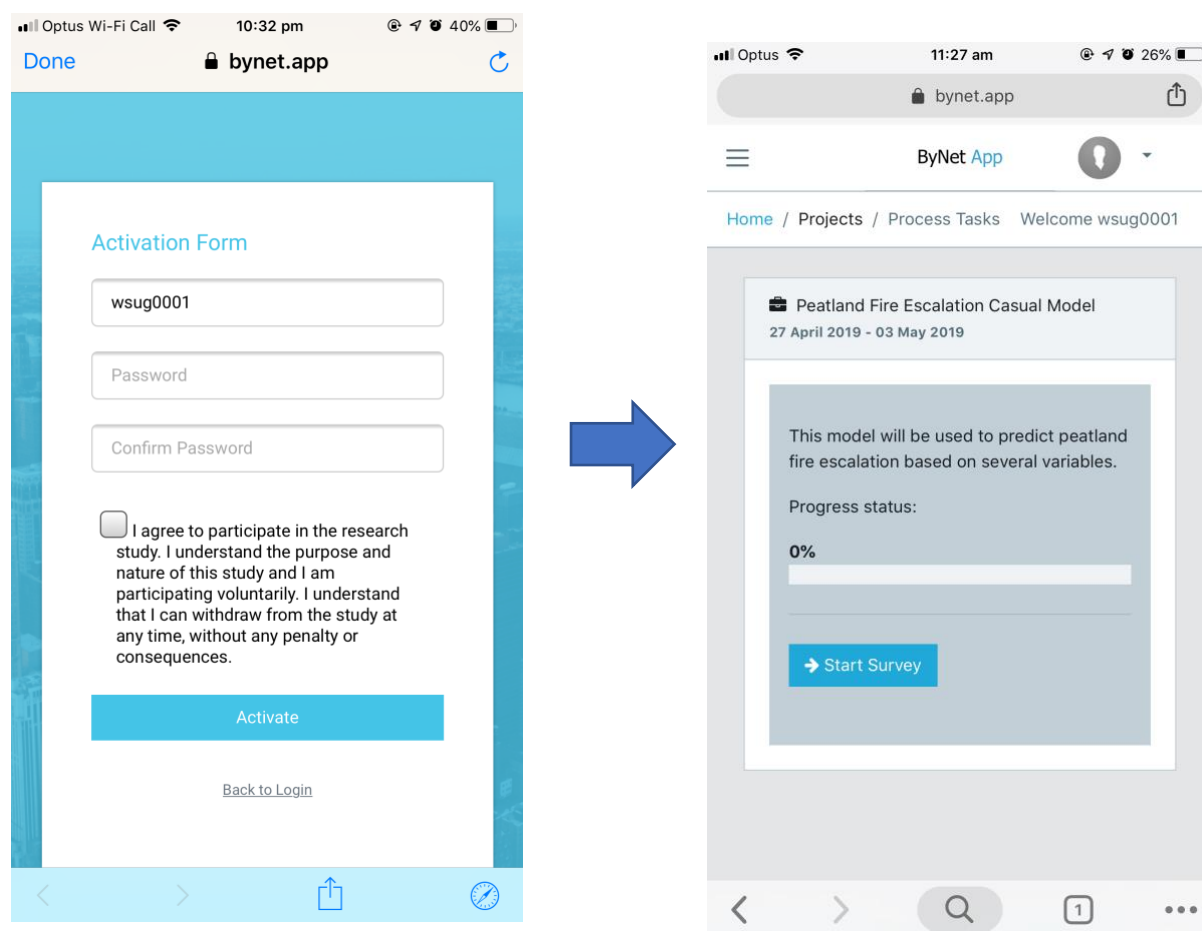 Optus Wi-Fi Call 10:32 pm 40%
Done bynet.app
Activation Form
wsug0001
Password
Confirm Password
I agree to participate in the research
study. I understand the purpose and
nature of this study and I am
participating voluntarily. I understand
that I can withdraw from the study at
any time, without any penalty or
consequences.
Activate
Back to Login
Optus 11:27 am 26%
bynet.app
ByNet App
Home / Projects / Process Tasks Welcome wsug0001
Peatland Fire Escalation Casual Model
27 April 2019 - 03 May 2019
This model will be used to predict peatland
fire escalation based on several variables.
Progress status:
0%
Start Survey
1